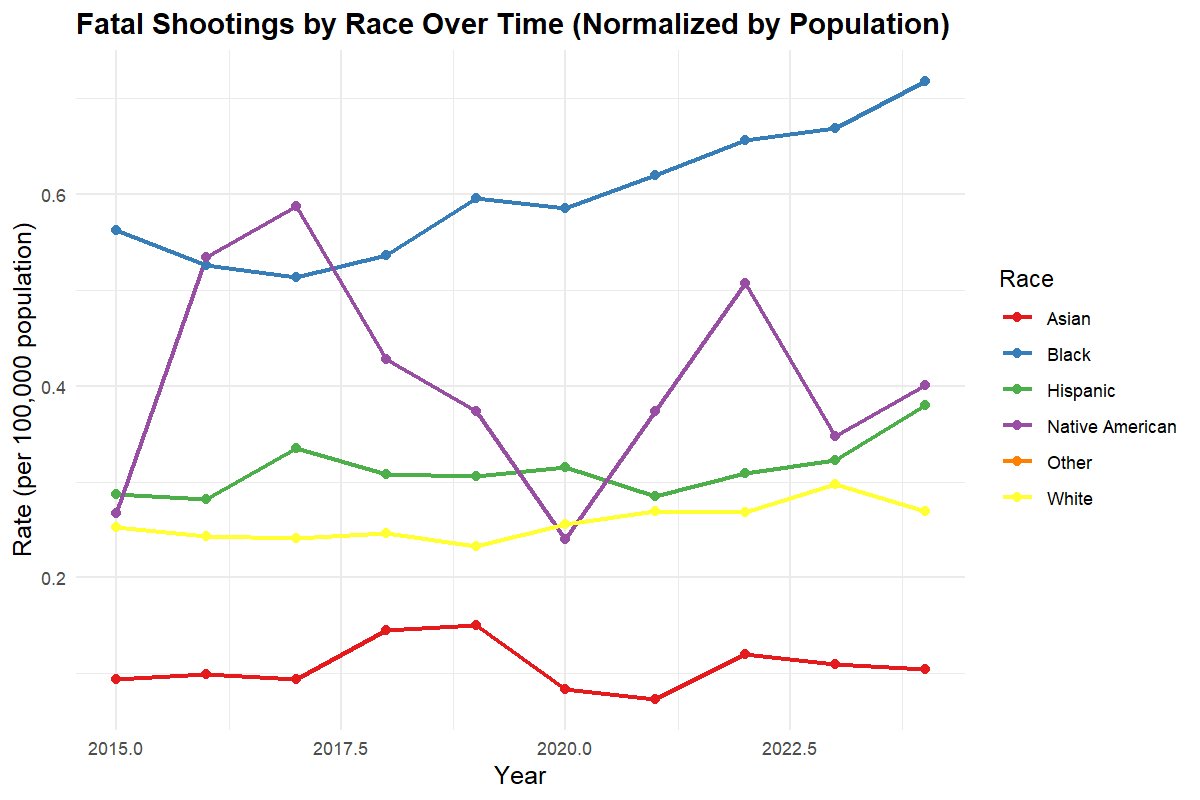 Fatal Shootings by Race Over Time (Normalized by Population)
Rate (per 100,000 population)
0.6
0.4
0.2
2015.0
2017.5
2020.0
2022.5
Year
Race
Asian
Black
Hispanic
Native American
Other
White